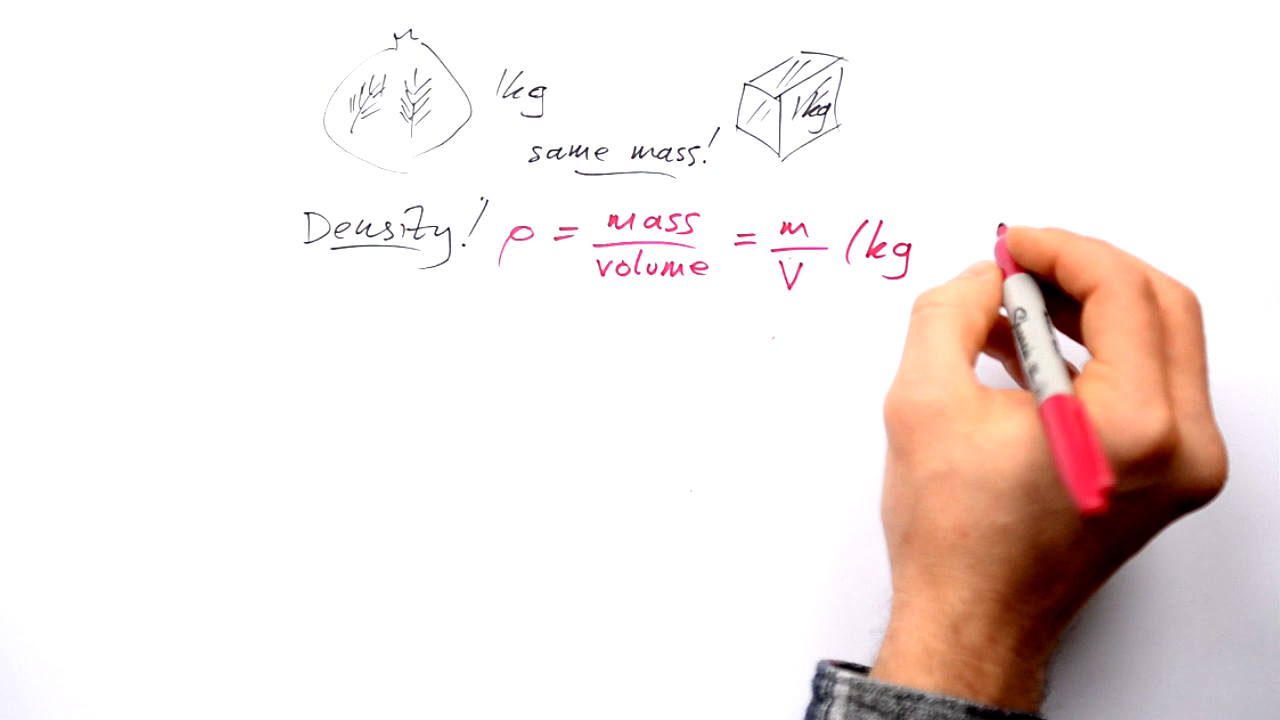 1kg
1kg
same mass!
Density! ρ = mass / volume = m / V (kg